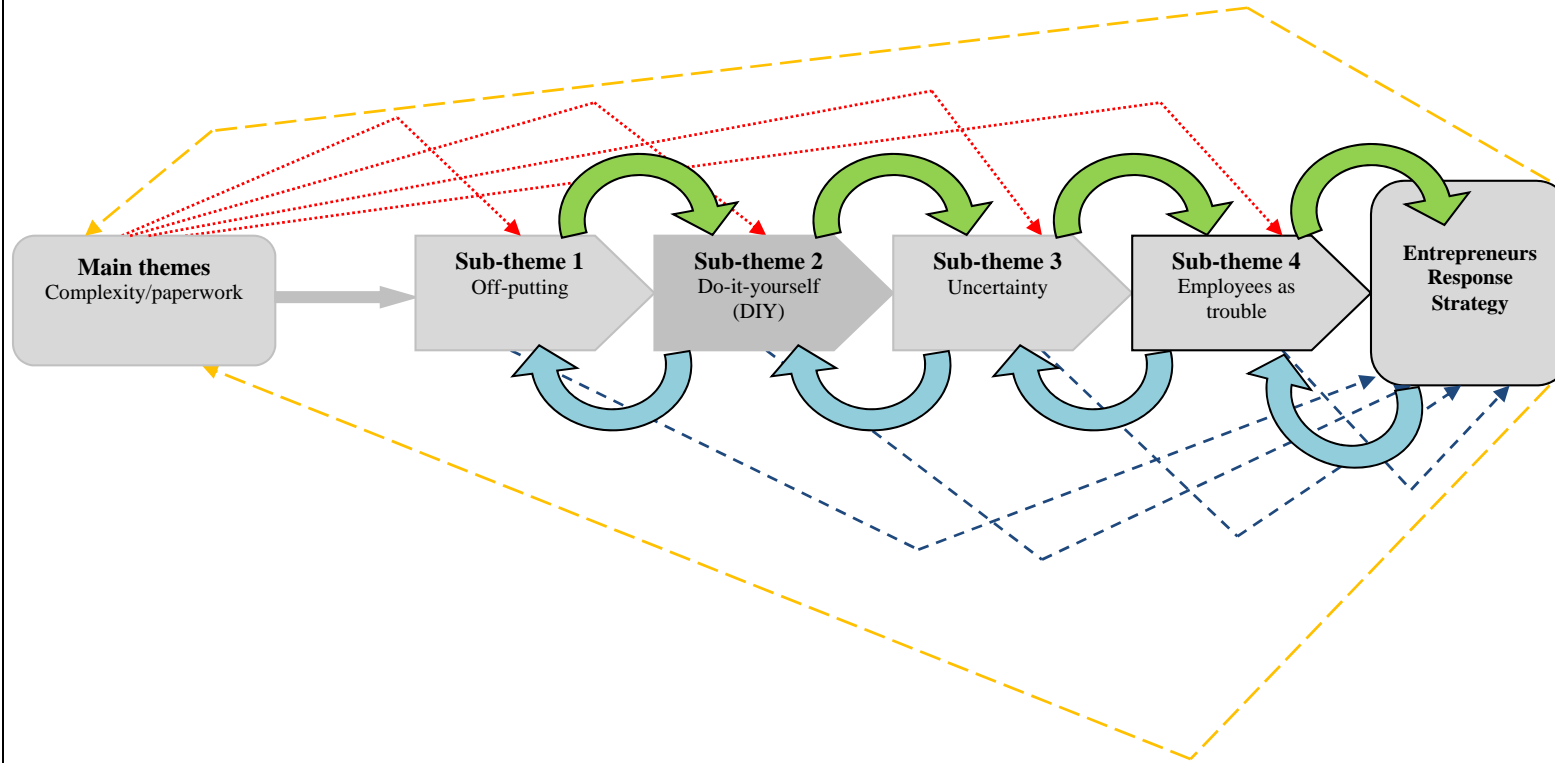 Main themes
Complexity/paperwork
Sub-theme 1
Off-putting
Sub-theme 2
Do-it-yourself
(DIY)
Sub-theme 3
Uncertainty
Sub-theme 4
Employees as
trouble
Entrepreneurs
Response
Strategy